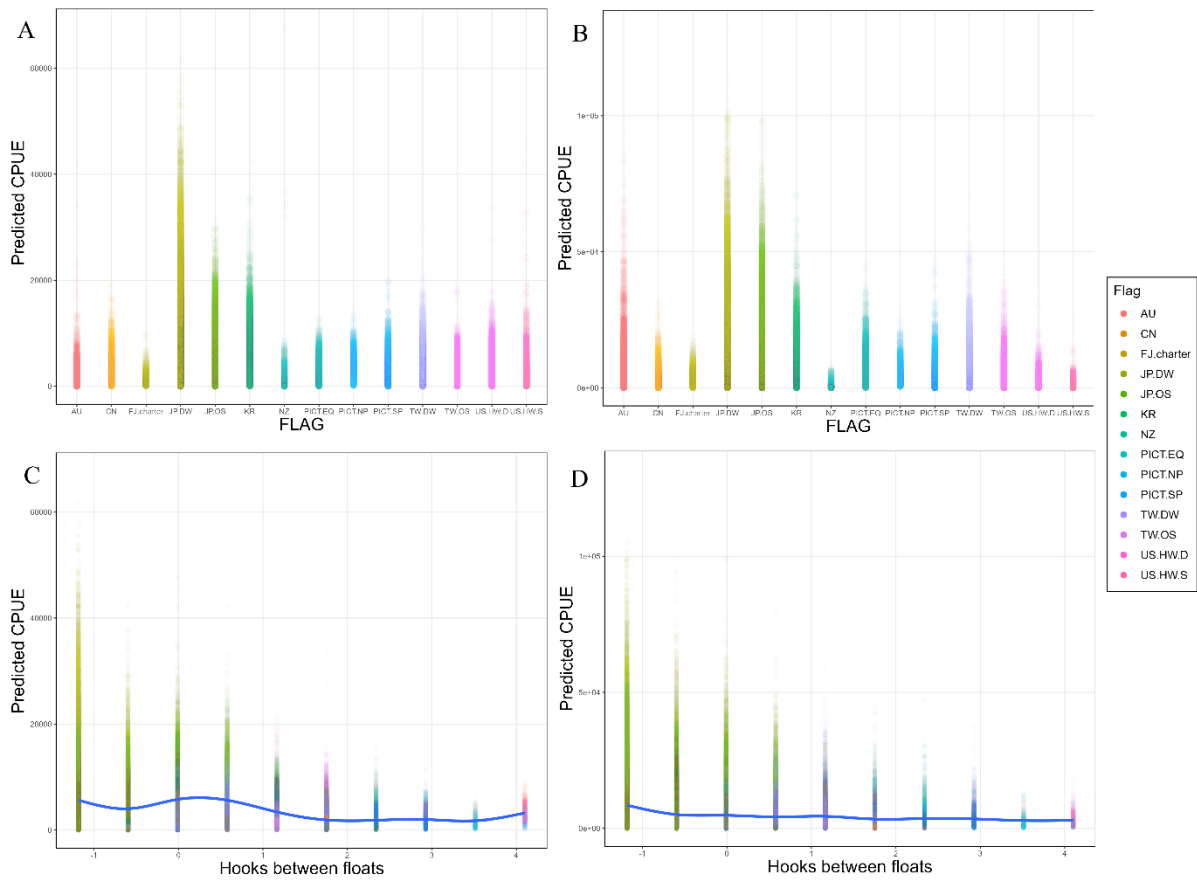 A
Predicted CPUE
60000
40000
20000
0
AU CN FJ.charter JP.DW JP.OS KR NZ PICT.EQ PICT.NP PICT.SP TW.DW TW.OS US.HW.D US.HW.S
FLAG
B
Predicted CPUE
1e+05
5e+04
0e+00
AU CN FJ.charter JP.DW JP.OS KR NZ PICT.EQ PICT.NP PICT.SP TW.DW TW.OS US.HW.D US.HW.S
FLAG
Flag
AU
CN
FJ.charter
JP.DW
JP.OS
KR
NZ
PICT.EQ
PICT.NP
PICT.SP
TW.DW
TW.OS
US.HW.D
US.HW.S
C
Predicted CPUE
60000
40000
20000
0
-1 0 1 2 3 4
Hooks between floats
D
Predicted CPUE
1e+05
5e+04
0e+00
-1 0 1 2 3 4
Hooks between floats